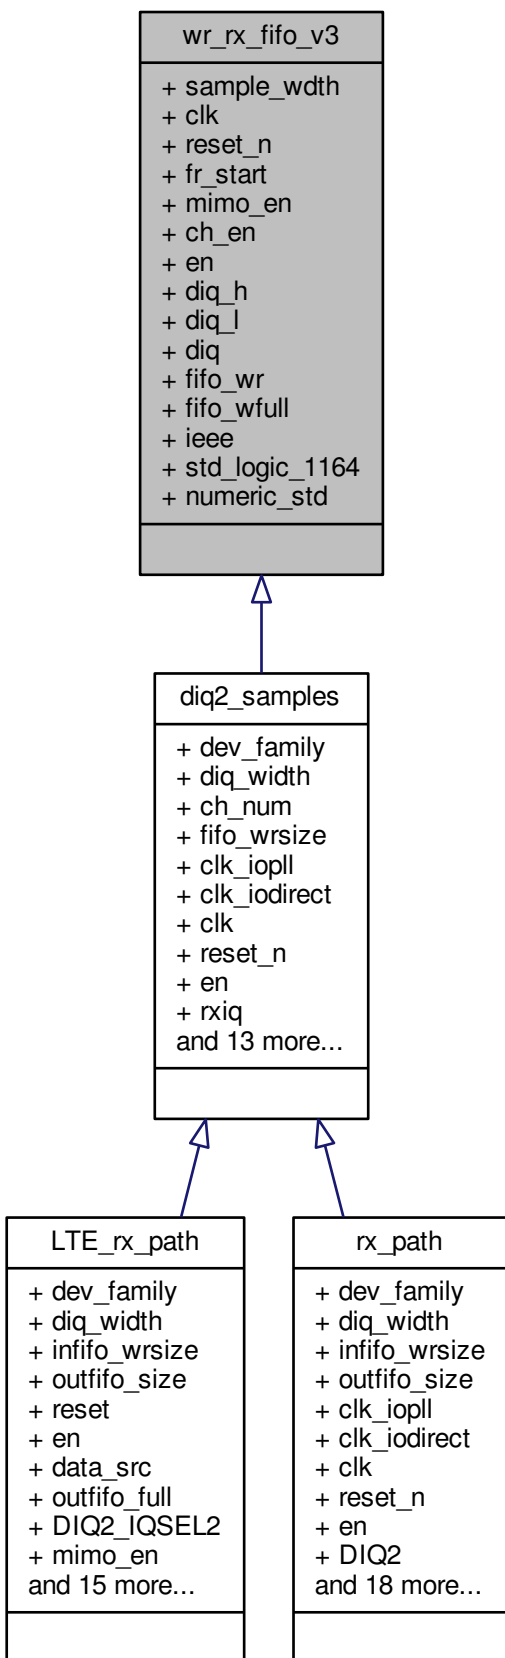 wr_rx_fifo_v3
+ sample_wdth
+ clk
+ reset_n
+ fr_start
+ mimo_en
+ ch_en
+ en
+ diq_h
+ diq_l
+ diq
+ fifo_wr
+ fifo_wfull
+ ieee
+ std_logic_1164
+ numeric_std
diq2_samples
+ dev_family
+ diq_width
+ ch_num
+ fifo_wrsize
+ clk_iopll
+ clk_iodirect
+ clk
+ reset_n
+ en
+ rxiq
and 13 more...
LTE_rx_path
+ dev_family
+ diq_width
+ infifo_wrsize
+ outfifo_size
+ reset
+ en
+ data_src
+ outfifo_full
+ DIQ2_IQSEL2
+ mimo_en
and 15 more...
rx_path
+ dev_family
+ diq_width
+ infifo_wrsize
+ outfifo_size
+ clk_iopll
+ clk_iodirect
+ clk
+ reset_n
+ en
+ DIQ2
and 18 more...